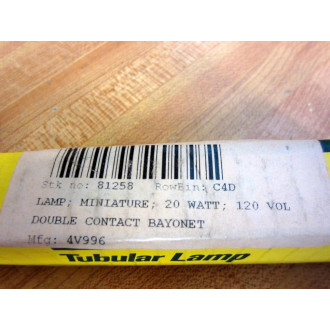 Stk no: 81258 RowBin: C4D
LAMP; MINIATURE; 20 WATT; 120 VOL
DOUBLE CONTACT BAYONET
Mfg: 4V996
Tubular Lamp